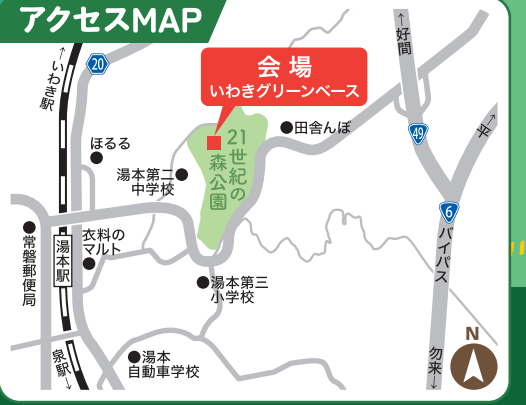 アクセスMAP
↑いわき駅
20
会場
いわきグリーンベース
↑好間
49
↑平
ほるる
田舎んぼ
21世紀の
森公園
湯本第二
中学校
6
バイパス
衣料の
マルト
常磐郵便局
湯本駅
湯本第三
小学校
泉駅↓
湯本
自動車学校
勿来↓
N